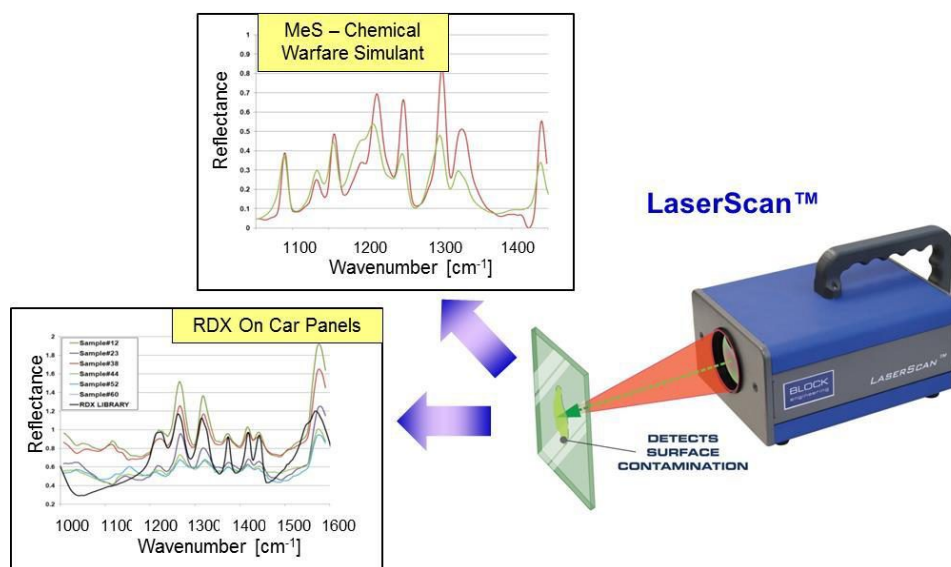 MeS – Chemical
Warfare Simulant
1
0.9
0.8
0.7
0.6
0.5
0.4
0.3
0.2
0.1
0
Reflectance
1100 1200 1300 1400
Wavenumber [cm-1]
LaserScan™
RDX On Car Panels
2
1.8
1.6
1.4
1.2
1
0.8
0.6
0.4
0.2
Reflectance
Sample#12
Sample#23
Sample#38
Sample#44
Sample#52
Sample#60
RDX LIBRARY
1000 1100 1200 1300 1400 1500 1600
Wavenumber [cm-1]
BLOCK
engineering
LASERSCAN™
DETECTS
SURFACE
CONTAMINATION